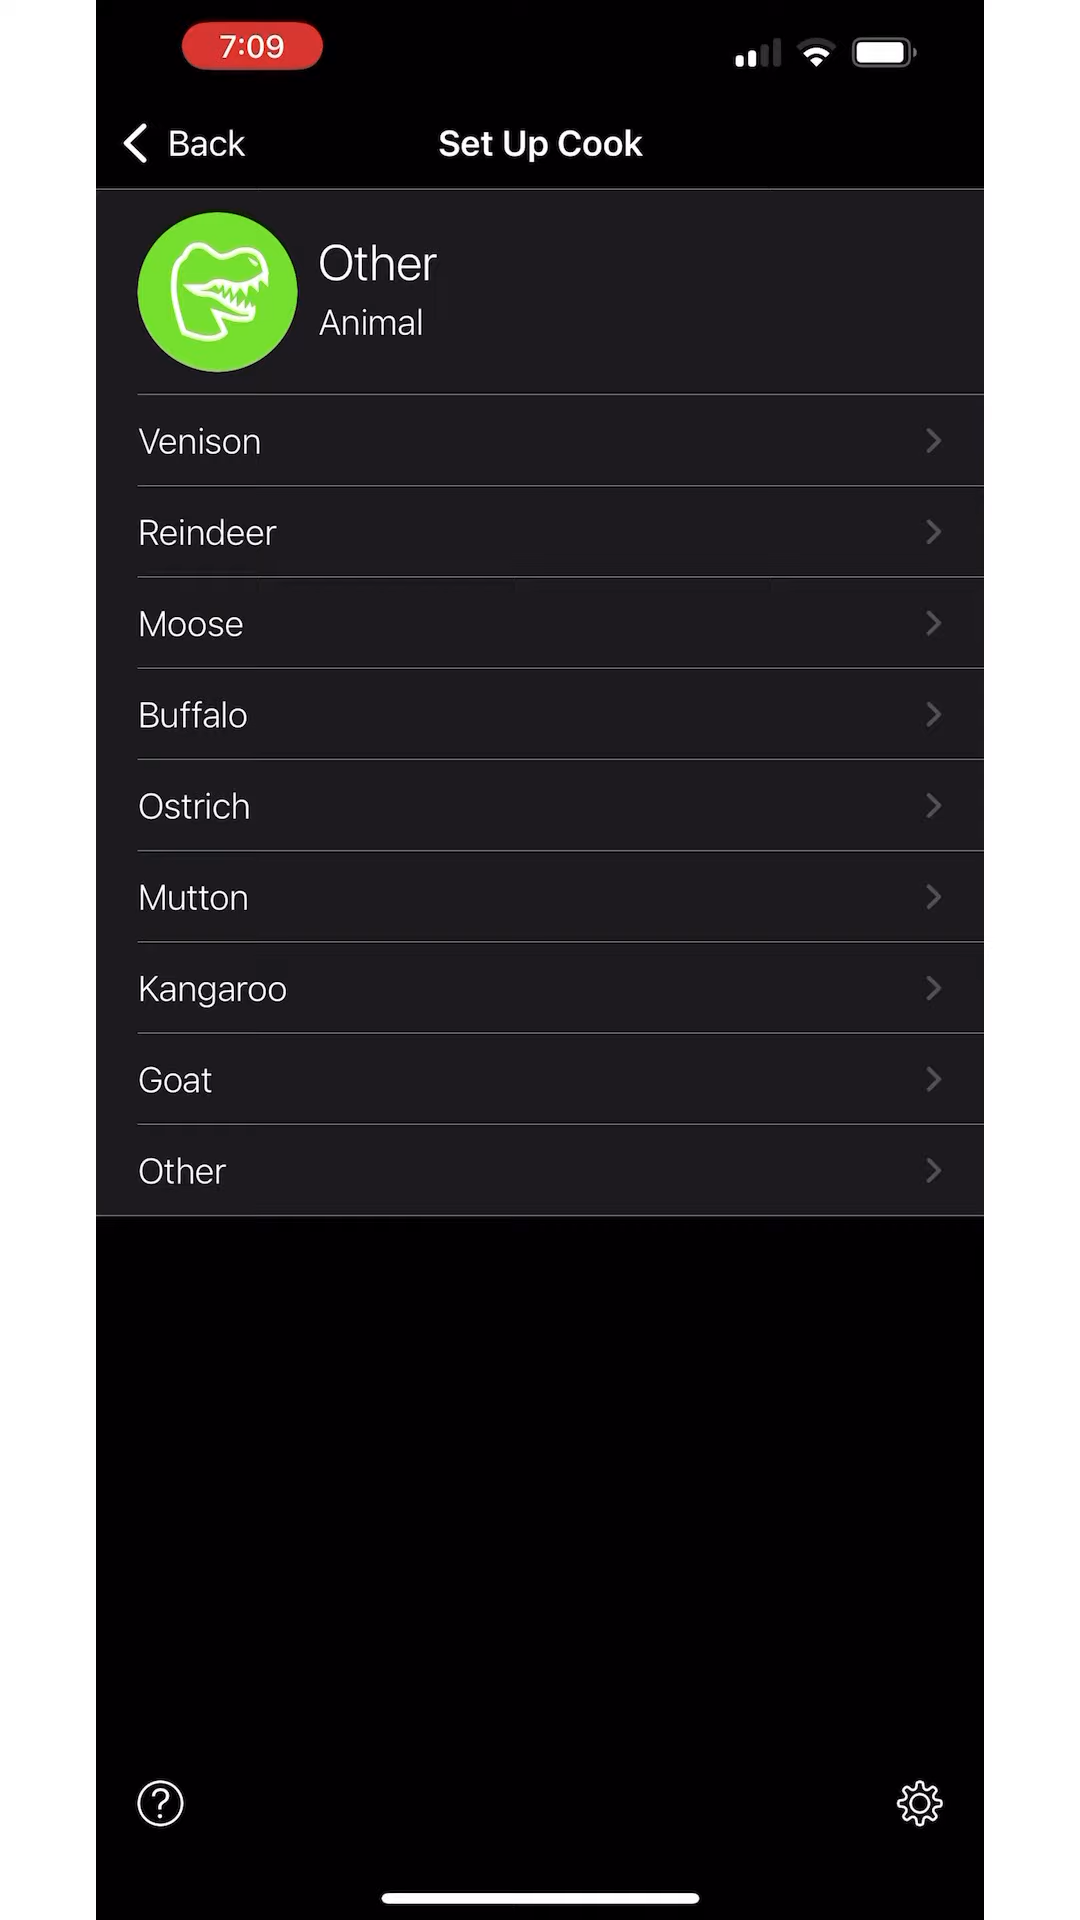 7:09
Back
Set Up Cook
Other
Animal
Venison
Reindeer
Moose
Buffalo
Ostrich
Mutton
Kangaroo
Goat
Other
?